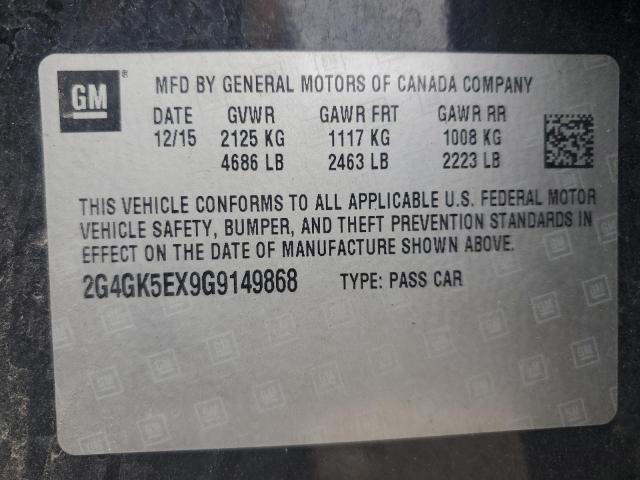 GM ® MFD BY GENERAL MOTORS OF CANADA COMPANY
DATE GVWR GAWR FRT GAWR RR
12/15 2125 KG 1117 KG 1008 KG
4686 LB 2463 LB 2223 LB
THIS VEHICLE CONFORMS TO ALL APPLICABLE U.S. FEDERAL MOTOR
VEHICLE SAFETY, BUMPER, AND THEFT PREVENTION STANDARDS IN
EFFECT ON THE DATE OF MANUFACTURE SHOWN ABOVE.
2G4GK5EX9G9149868 TYPE: PASS CAR